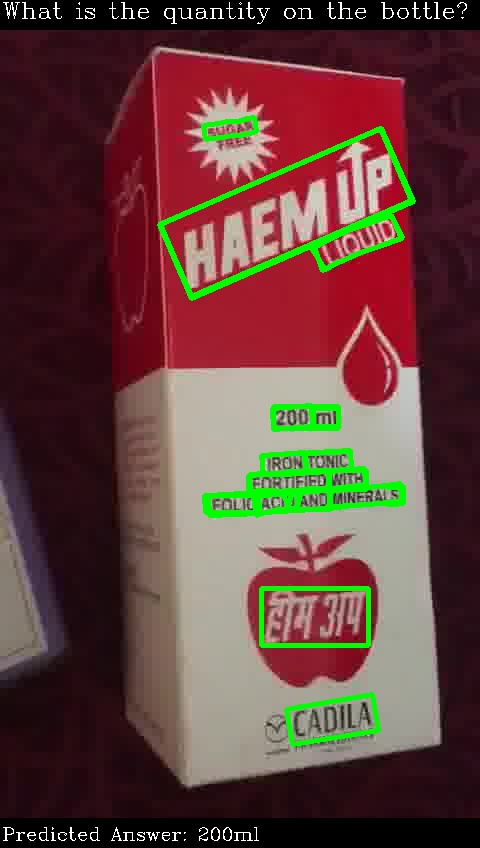 What is the quantity on the bottle?
SUGAR
FREE
HAEM UP
LIQUID
200 ml
IRON TONIC
FORTIFIED WITH
FOLIC ACID AND MINERALS
हीम अप
CADILA
Predicted Answer: 200ml